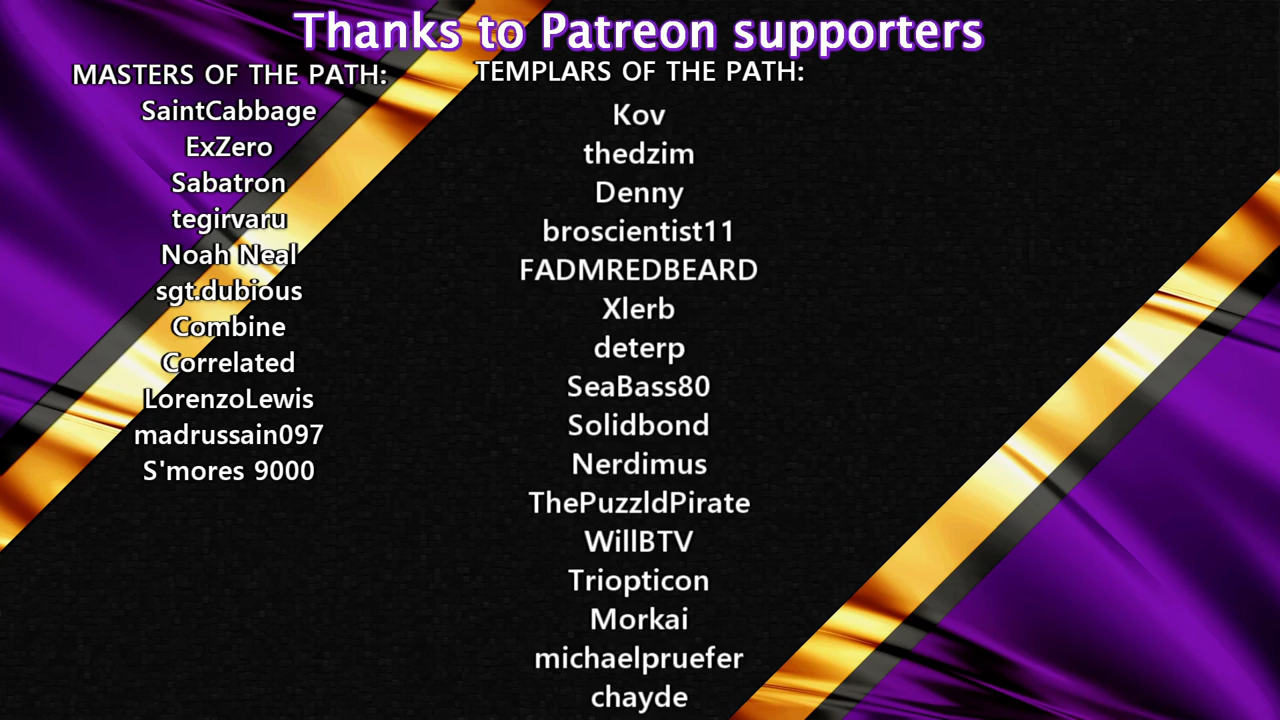 Thanks to Patreon supporters
MASTERS OF THE PATH:
SaintCabbage
ExZero
Sabatron
tegirvaru
Noah Neal
sgt.dubious
Combine
Correlated
LorenzoLewis
madrussain097
S'mores 9000
TEMPLARS OF THE PATH:
Kov
thedzim
Denny
broscientist11
FADMREDBEARD
Xlerb
deterp
SeaBass80
Solidbond
Nerdimus
ThePuzzldPirate
WillBTV
Triopticon
Morkai
michaelpruefer
chayde